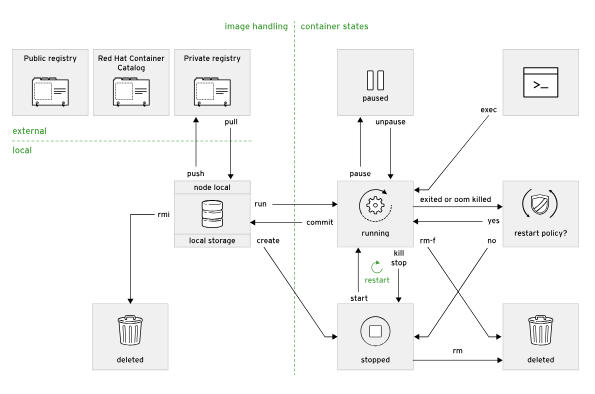 image handling
container states
Public registry
Red Hat Container
Catalog
Private registry
paused
>_
exec
external
local
pull
push
unpause
pause
node local
local storage
rmi
run
commit
create
running
exited or oom killed
yes
no
restart policy?
rm-f
kill
stop
restart
start
deleted
stopped
rm
deleted